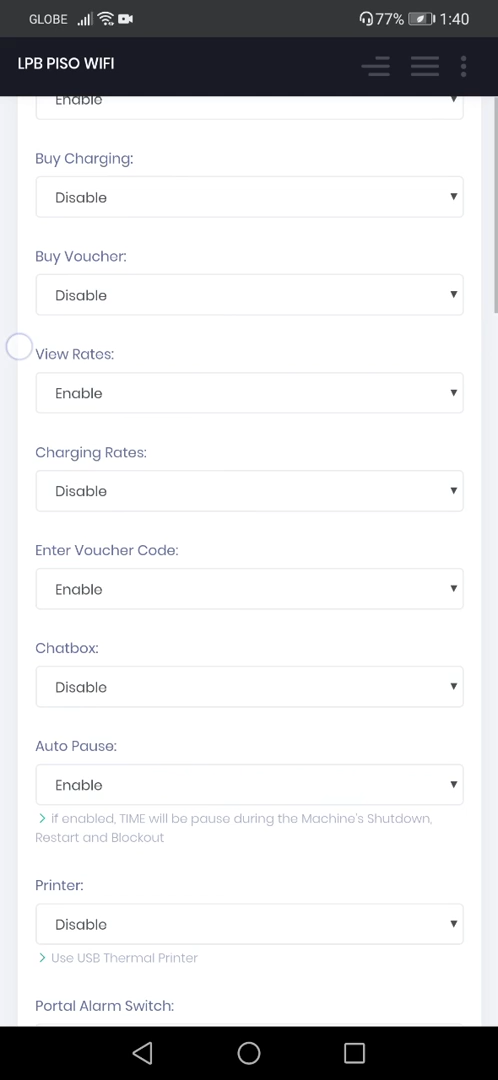 GLOBE 77% 1:40
LPB PISO WIFI
Enable
Buy Charging:
Disable
Buy Voucher:
Disable
View Rates:
Enable
Charging Rates:
Disable
Enter Voucher Code:
Enable
Chatbox:
Disable
Auto Pause:
Enable
> if enabled, TIME will be pause during the Machine's Shutdown,
Restart and Blockout
Printer:
Disable
> Use USB Thermal Printer
Portal Alarm Switch: